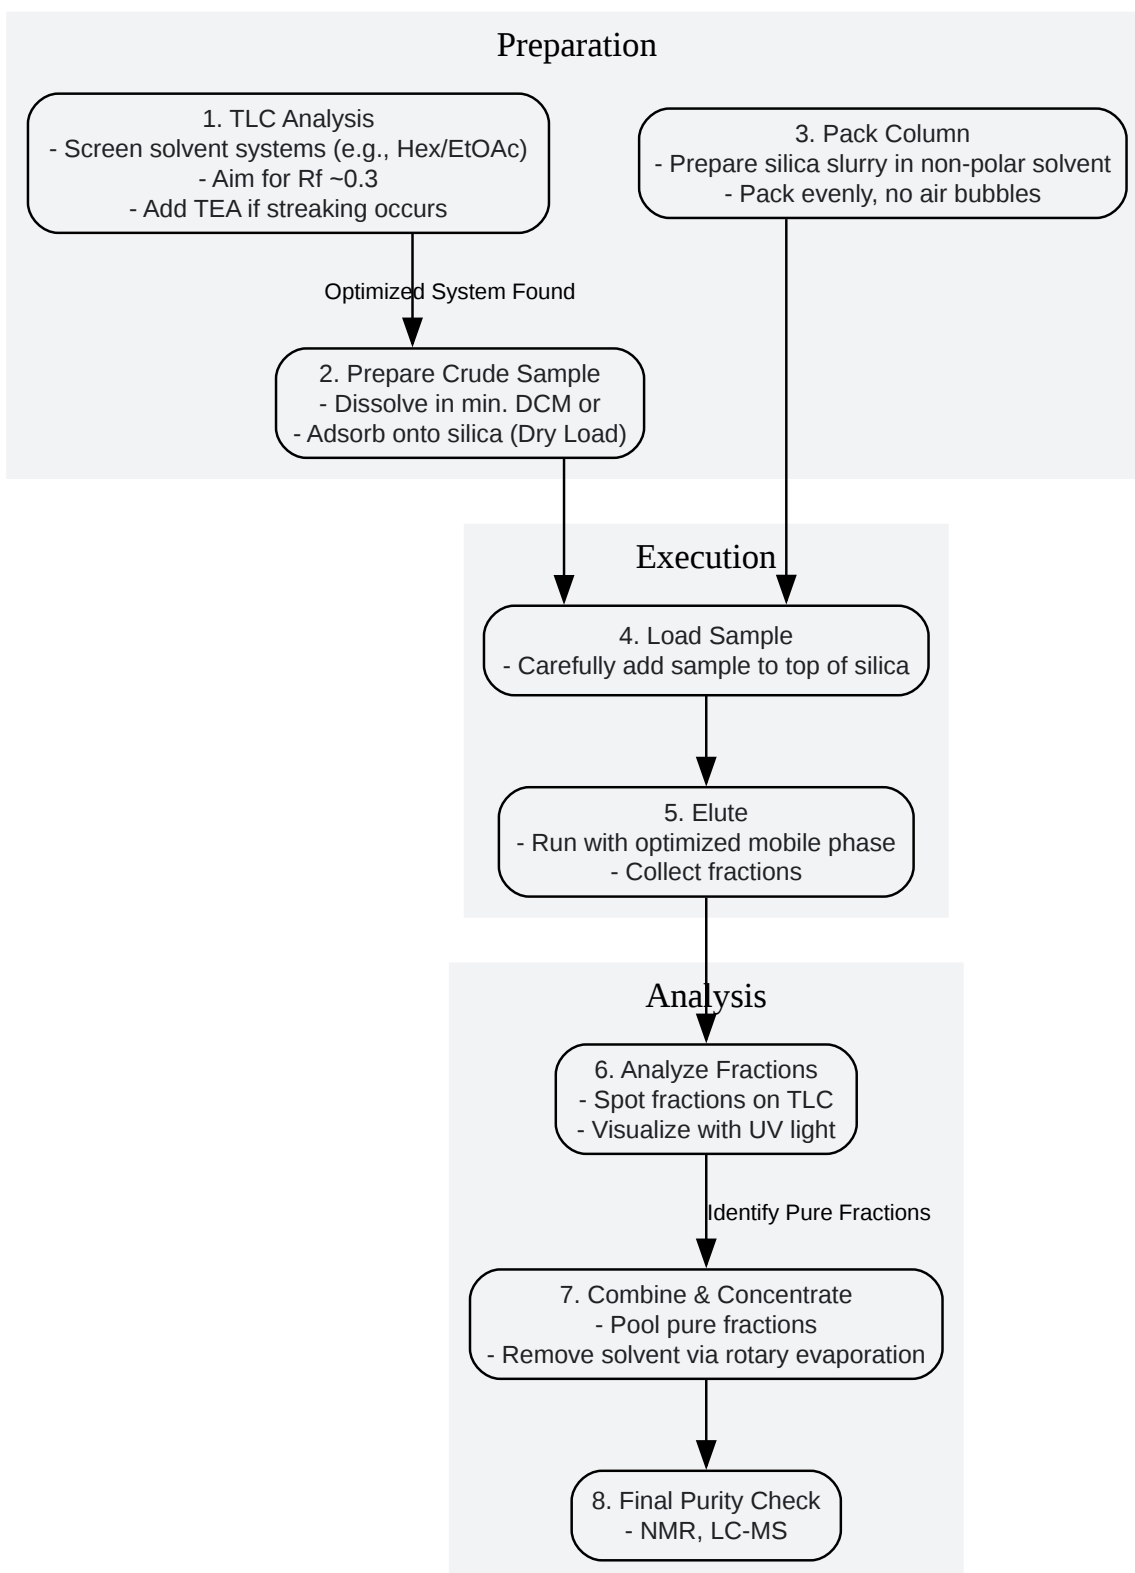 Preparation
1. TLC Analysis
- Screen solvent systems (e.g., Hex/EtOAc)
- Aim for Rf ~0.3
- Add TEA if streaking occurs
3. Pack Column
- Prepare silica slurry in non-polar solvent
- Pack evenly, no air bubbles
Optimized System Found
2. Prepare Crude Sample
- Dissolve in min. DCM or
- Adsorb onto silica (Dry Load)
Execution
4. Load Sample
- Carefully add sample to top of silica
5. Elute
- Run with optimized mobile phase
- Collect fractions
Analysis
6. Analyze Fractions
- Spot fractions on TLC
- Visualize with UV light
Identify Pure Fractions
7. Combine & Concentrate
- Pool pure fractions
- Remove solvent via rotary evaporation
8. Final Purity Check
- NMR, LC-MS